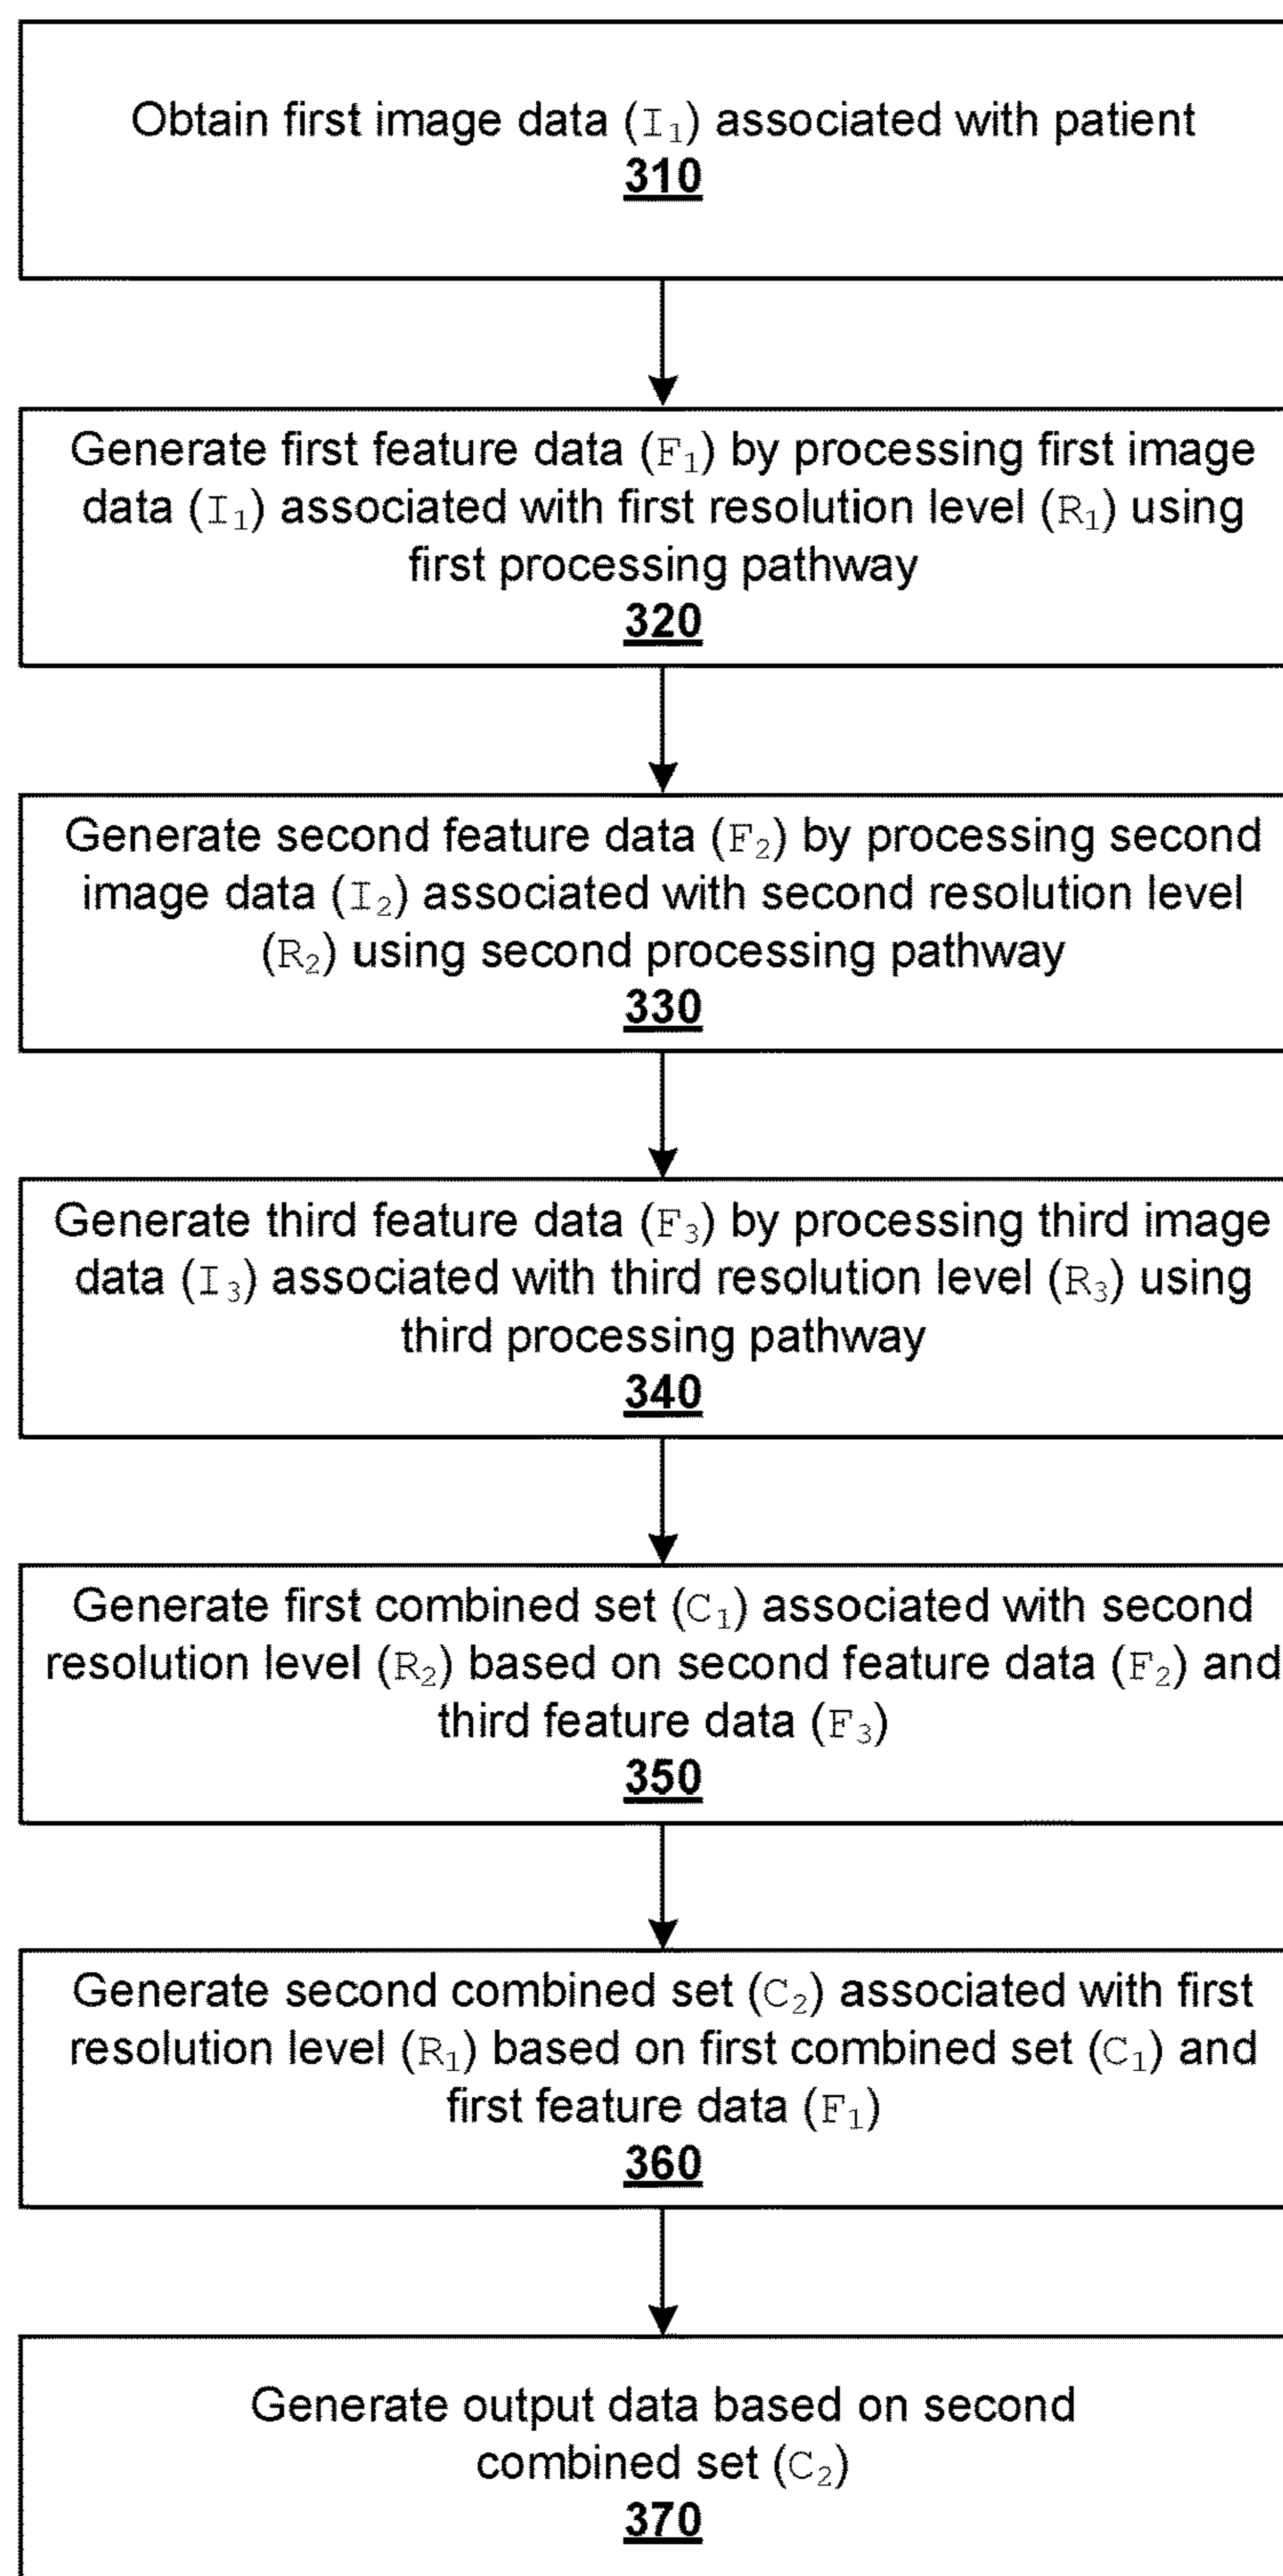 Obtain first image data (I₁) associated with patient
310
Generate first feature data (F₁) by processing first image
data (I₁) associated with first resolution level (R₁) using
first processing pathway
320
Generate second feature data (F₂) by processing second
image data (I₂) associated with second resolution level
(R₂) using second processing pathway
330
Generate third feature data (F₃) by processing third image
data (I₃) associated with third resolution level (R₃) using
third processing pathway
340
Generate first combined set (C₁) associated with second
resolution level (R₂) based on second feature data (F₂) and
third feature data (F₃)
350
Generate second combined set (C₂) associated with first
resolution level (R₁) based on first combined set (C₁) and
first feature data (F₁)
360
Generate output data based on second
combined set (C₂)
370